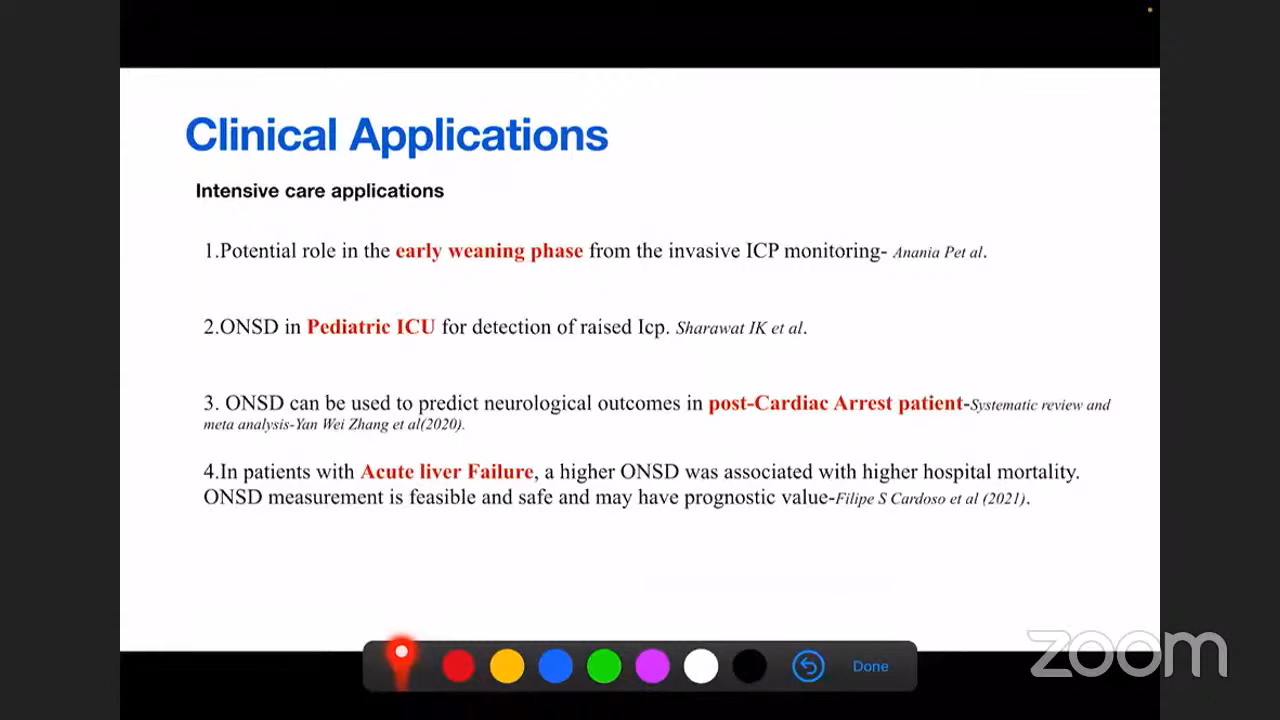 Clinical Applications
Intensive care applications
1.Potential role in the early weaning phase from the invasive ICP monitoring- Anania Pet al.
2.ONSD in Pediatric ICU for detection of raised Icp. Sharawat IK et al.
3. ONSD can be used to predict neurological outcomes in post-Cardiac Arrest patient-Systematic review and
meta analysis-Yan Wei Zhang et al(2020).
4.In patients with Acute liver Failure, a higher ONSD was associated with higher hospital mortality.
ONSD measurement is feasible and safe and may have prognostic value-Filipe S Cardoso et al (2021).
Done
zoom